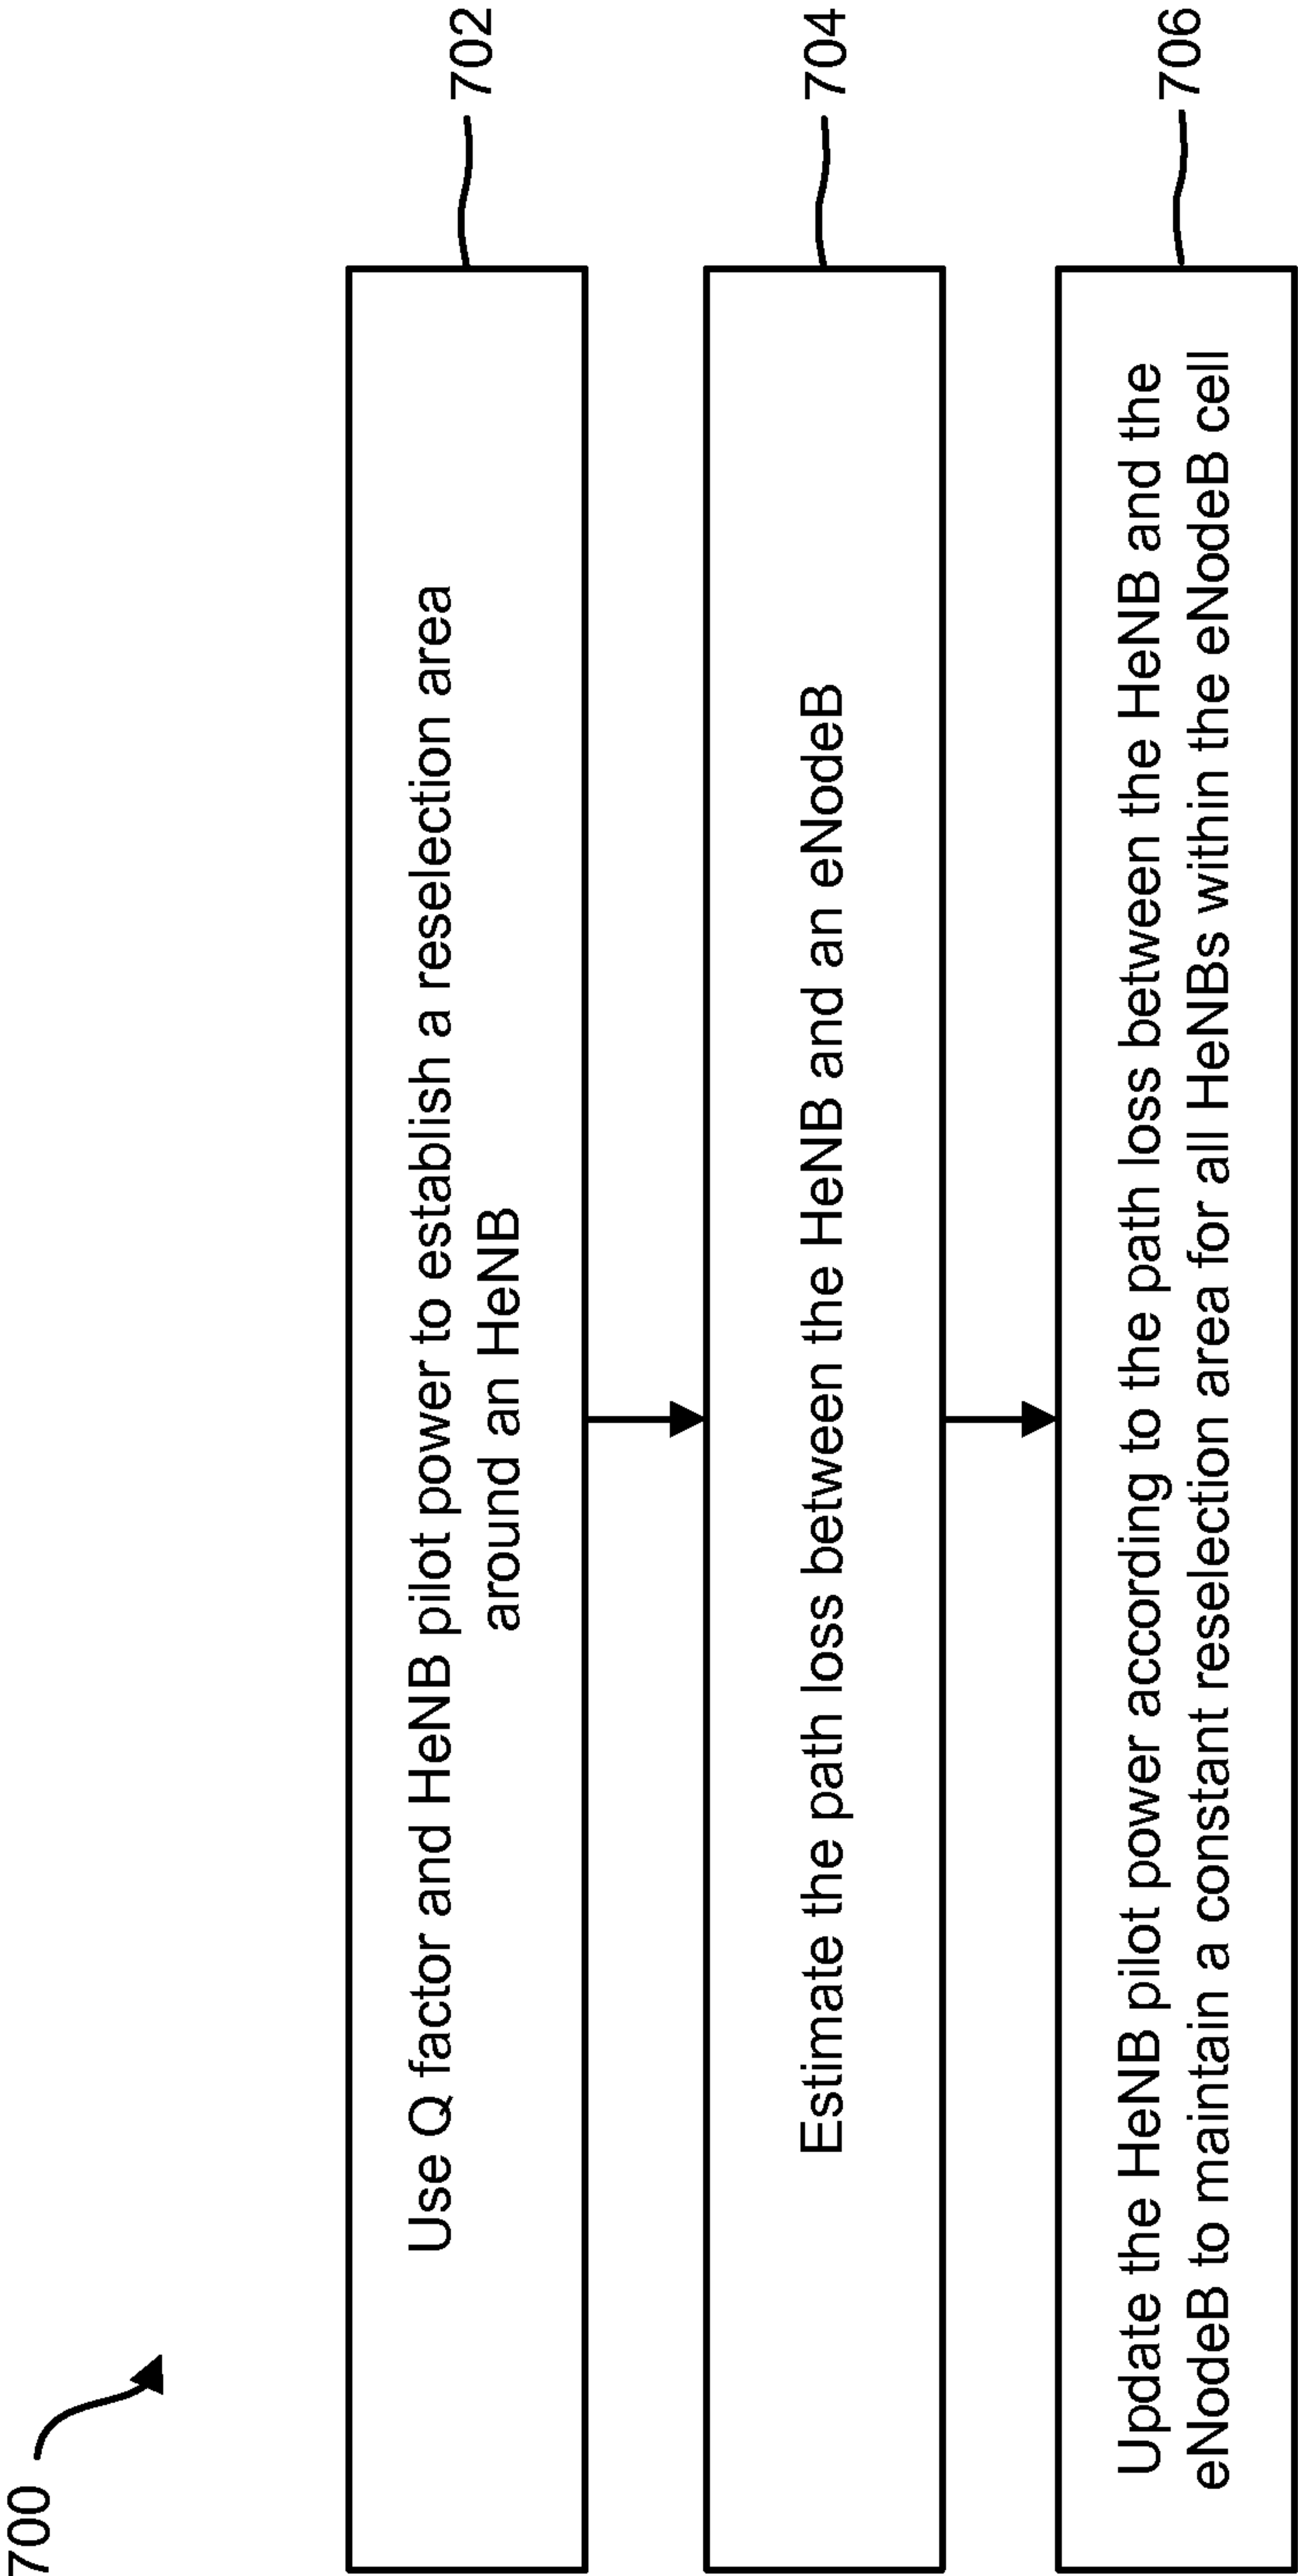 700
Use Q factor and HeNB pilot power to establish a reselection area
around an HeNB
702
Estimate the path loss between the HeNB and an eNodeB
704
Update the HeNB pilot power according to the path loss between the HeNB and the
eNodeB to maintain a constant reselection area for all HeNBs within the eNodeB cell
706